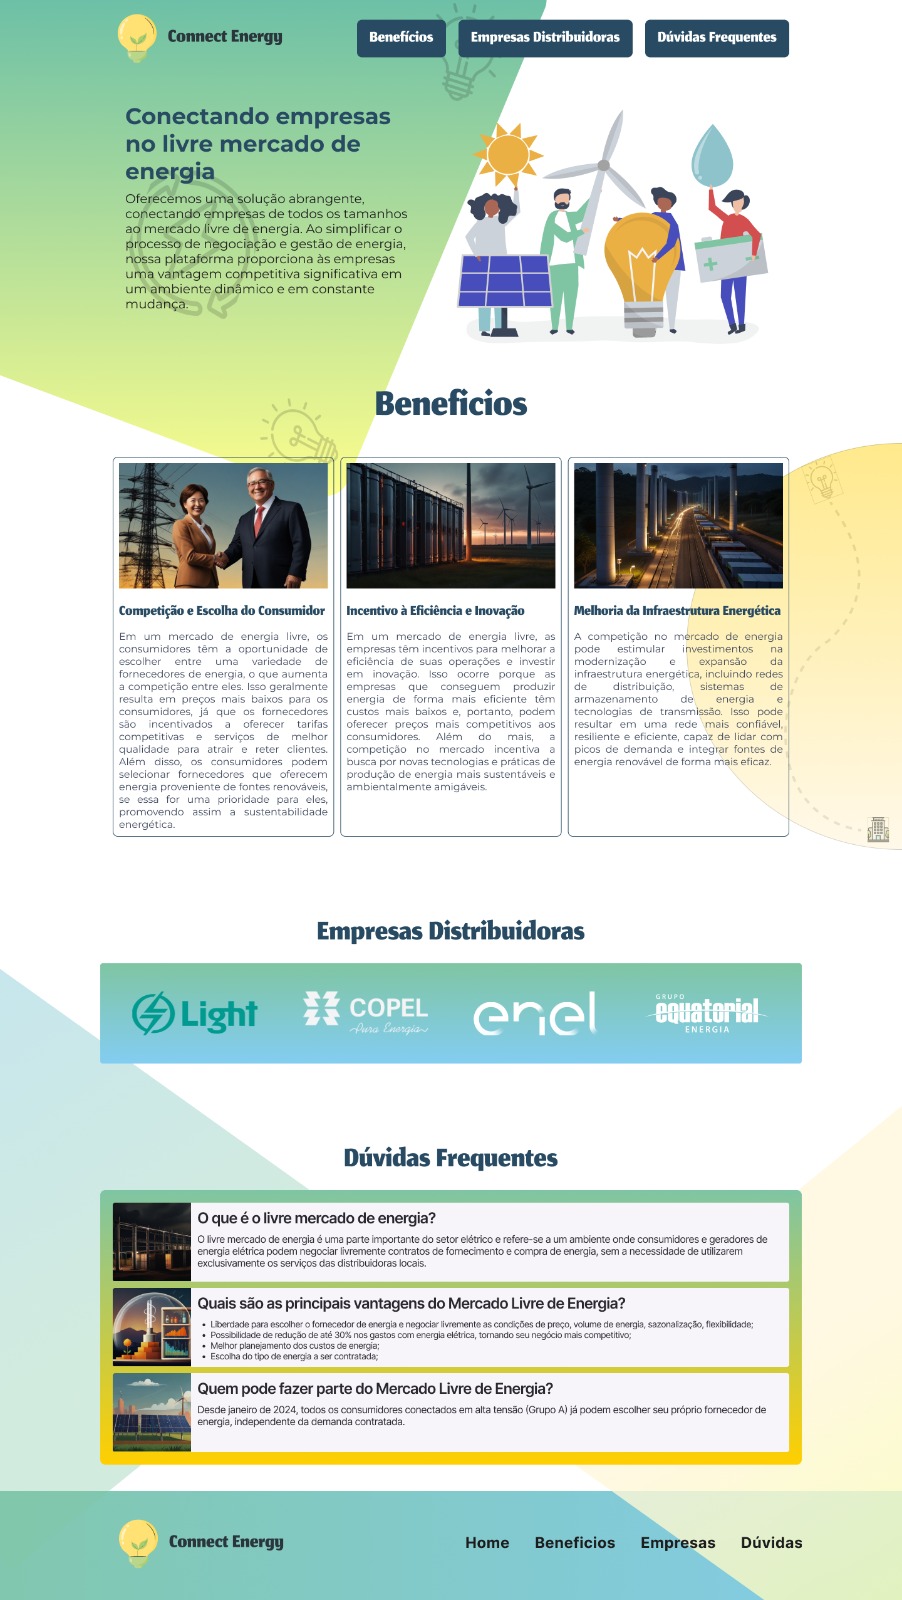 Connect Energy
Benefícios
Empresas Distribuidoras
Dúvidas Frequentes
Conectando empresas
no livre mercado de
energia
Oferecemos uma solução abrangente,
conectando empresas de todos os tamanhos
ao mercado livre de energia. Ao simplificar o
processo de negociação e gestão de energia,
nossa plataforma proporciona às empresas
uma vantagem competitiva significativa em
um ambiente dinâmico e em constante
mudança.
Beneficios
Competição e Escolha do Consumidor
Em um mercado de energia livre, os
consumidores têm a oportunidade de
escolher entre uma variedade de
fornecedores de energia, o que aumenta
a competição entre eles. Isso geralmente
resulta em preços mais baixos para os
consumidores, já que os fornecedores
são incentivados a oferecer tarifas
competitivas e serviços de melhor
qualidade para atrair e reter clientes.
Além disso, os consumidores podem
selecionar fornecedores que oferecem
energia proveniente de fontes renováveis,
se essa for uma prioridade para eles,
promovendo assim a sustentabilidade
energética.
Incentivo à Eficiência e Inovação
Em um mercado de energia livre, as
empresas têm incentivos para melhorar a
eficiência de suas operações e investir
em inovação. Isso ocorre porque as
empresas que conseguem produzir
energia de forma mais eficiente têm
custos mais baixos e, portanto, podem
oferecer preços mais competitivos aos
consumidores. Além do mais, a
competição no mercado incentiva a
busca por novas tecnologias e práticas de
produção de energia mais sustentáveis e
ambientalmente amigáveis.
Melhoria da Infraestrutura Energética
A competição no mercado de energia
pode estimular investimentos na
modernização e expansão da
infraestrutura energética, incluindo redes
de distribuição, sistemas de
armazenamento de energia e
tecnologias de transmissão. Isso pode
resultar em uma rede mais confiável,
resiliente e eficiente, capaz de lidar com
picos de demanda e integrar fontes de
energia renovável de forma mais eficaz.
Empresas Distribuidoras
Light
COPEL
Pura Energia
enel
GRUPO
equatorial
ENERGIA
Dúvidas Frequentes
O que é o livre mercado de energia?
O livre mercado de energia é uma parte importante do setor elétrico e refere-se a um ambiente onde consumidores e geradores de
energia elétrica podem negociar livremente contratos de fornecimento e compra de energia, sem a necessidade de utilizarem
exclusivamente os serviços das distribuidoras locais.
Quais são as principais vantagens do Mercado Livre de Energia?
• Liberdade para escolher o fornecedor de energia e negociar livremente as condições de preço, volume de energia, sazonalização, flexibilidade;
• Possibilidade de redução de até 30% nos gastos com energia elétrica, tornando seu negócio mais competitivo;
• Melhor planejamento dos custos de energia;
• Escolha do tipo de energia a ser contratada;
Quem pode fazer parte do Mercado Livre de Energia?
Desde janeiro de 2024, todos os consumidores conectados em alta tensão (Grupo A) já podem escolher seu próprio fornecedor de
energia, independente da demanda contratada.
Connect Energy
Home
Beneficios
Empresas
Dúvidas